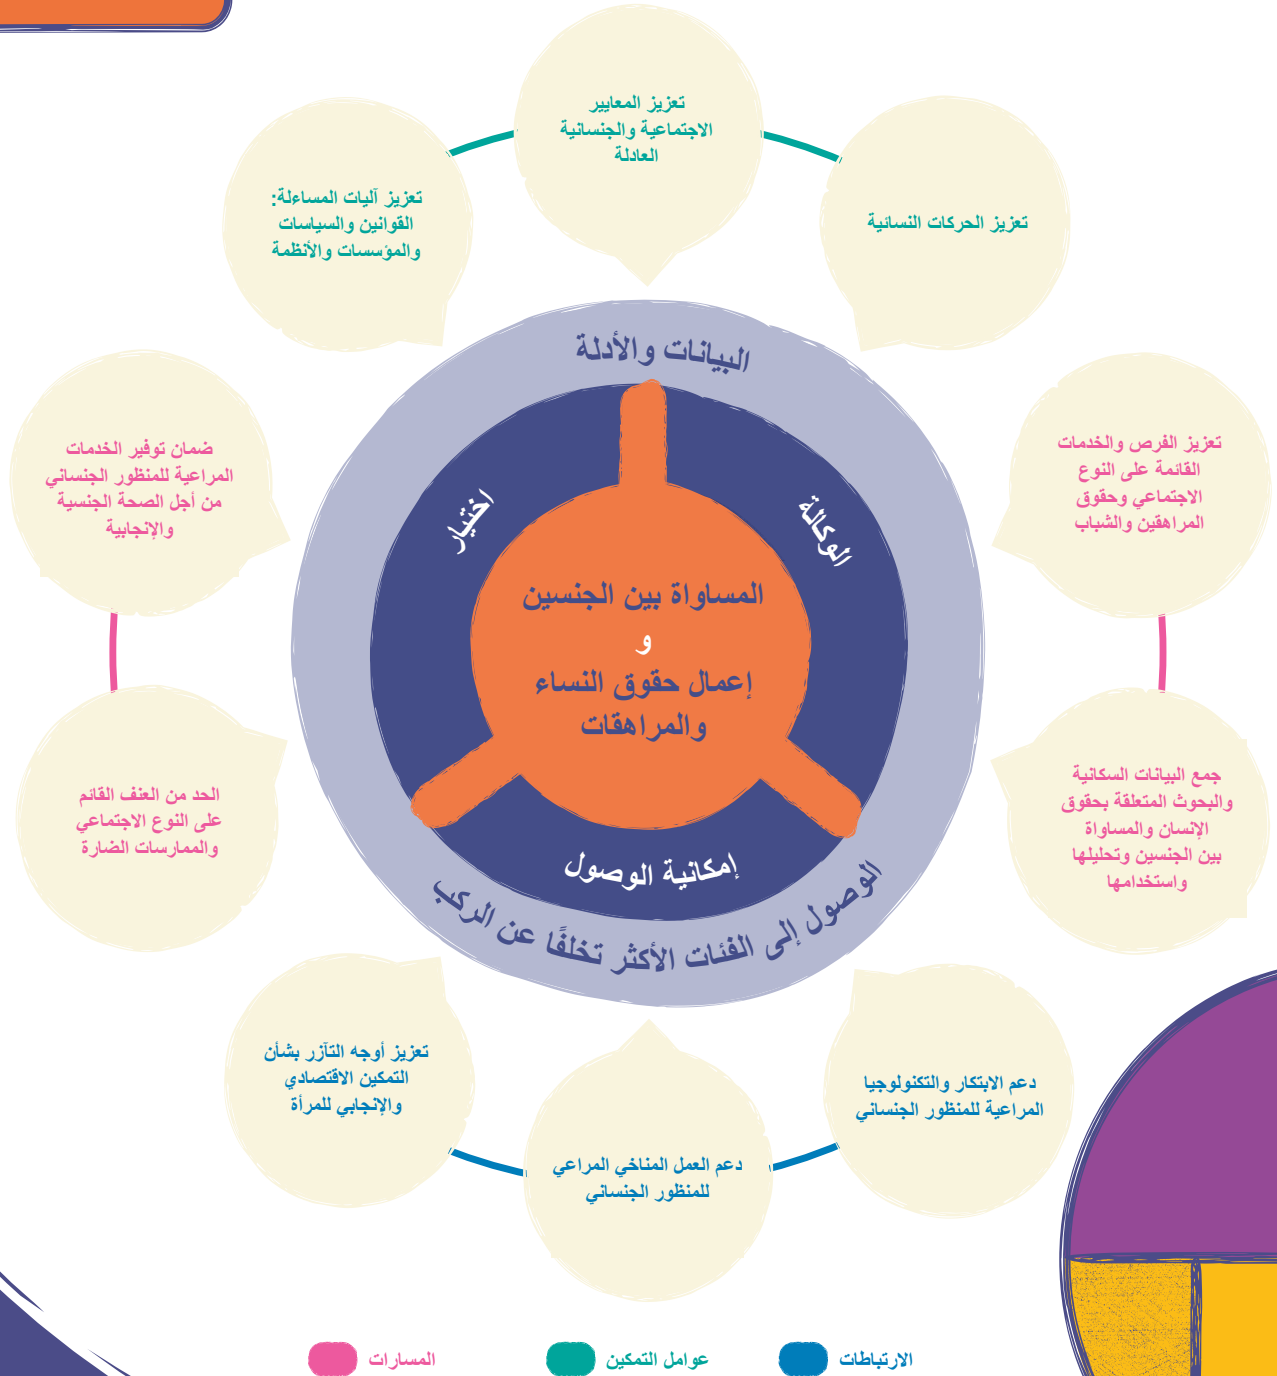 تعزيز المعايير
الاجتماعية والجنسانية
العادلة
تعزيز الحركات النسائية
تعزيز آليات المساءلة:
القوانين والسياسات
والمؤسسات والأنظمة
تعزيز الفرص والخدمات
القائمة على النوع
الاجتماعي وحقوق
المراهقين والشباب
ضمان توفير الخدمات
المراعية للمنظور الجنساني
من أجل الصحة الجنسية
والإنجابية
البيانات والأدلة
الوكالة
اختيار
المساواة بين الجنسين
و
إعمال حقوق النساء
والمراهقات
إمكانية الوصول
الوصول إلى الفئات الأكثر تخلفًا عن الركب
جمع البيانات السكانية
والبحوث المتعلقة بحقوق
الإنسان والمساواة
بين الجنسين وتحليلها
واستخدامها
الحد من العنف القائم
على النوع الاجتماعي
والممارسات الضارة
دعم الابتكار والتكنولوجيا
المراعية للمنظور الجنساني
دعم العمل المناخي المراعي
للمنظور الجنساني
تعزيز أوجه التآزر بشأن
التمكين الاقتصادي
والإنجابي للمرأة
الارتباطات
عوامل التمكين
المسارات